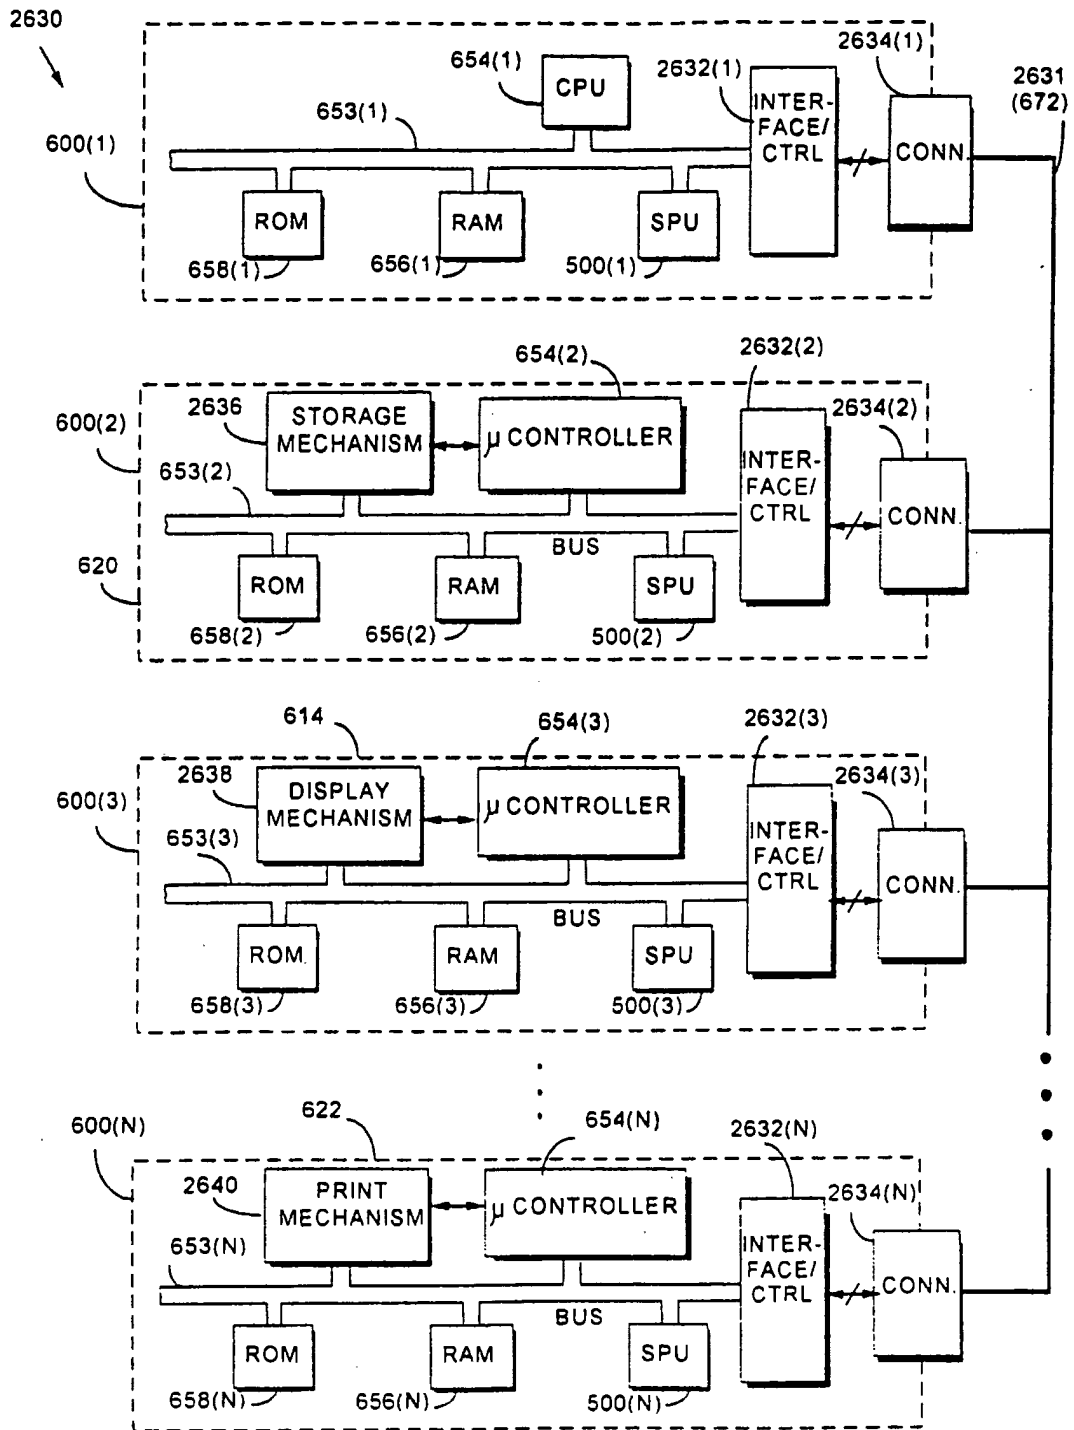 2630
2634(1)
654(1)
2632(1)
2631
(672)
CPU
INTER-
FACE/
CTRL
653(1)
600(1)
CONN.
ROM
RAM
SPU
658(1)
656(1)
500(1)
654(2)
2632(2)
600(2)
2636
STORAGE
MECHANISM
μ CONTROLLER
2634(2)
653(2)
INTER-
FACE/
CTRL
CONN.
BUS
620
ROM
RAM
SPU
658(2)
656(2)
500(2)
614
654(3)
2632(3)
2638
DISPLAY
MECHANISM
μ CONTROLLER
2634(3)
600(3)
653(3)
INTER-
FACE/
CTRL
CONN.
BUS
ROM.
RAM
SPU
658(3)
656(3)
500(3)
622
654(N)
2632(N)
600(N)
2640
PRINT
MECHANISM
μ CONTROLLER
2634(N)
653(N)
INTER-
FACE/
CTRL
CONN.
BUS
ROM
RAM
SPU
658(N)
656(N)
500(N)